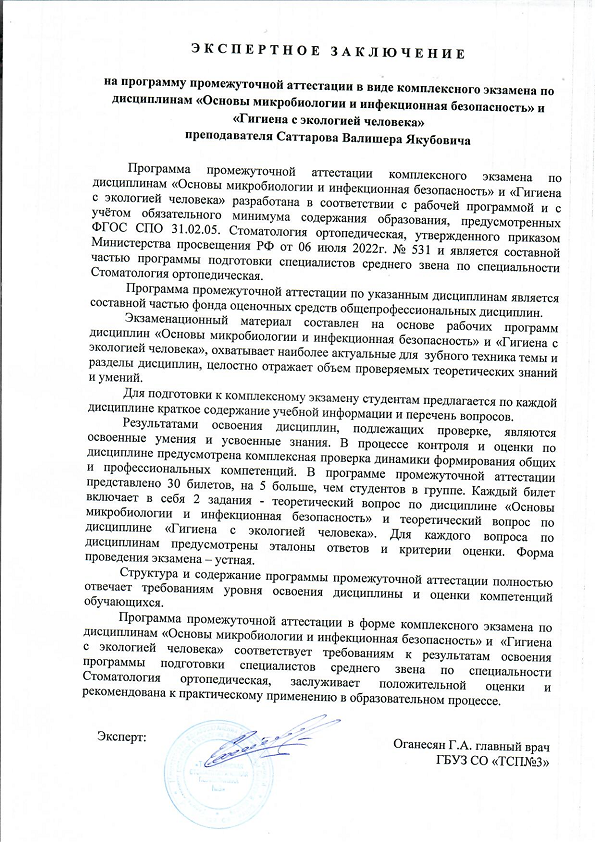 ЭКСПЕРТНОЕ ЗАКЛЮЧЕНИЕ
на программу промежуточной аттестации в виде комплексного экзамена по
дисциплинам «Основы микробиологии и инфекционная безопасность» и
«Гигиена с экологией человека»
преподавателя Саттарова Валишера Якубовича
Программа промежуточной аттестации комплексного экзамена по
дисциплинам «Основы микробиологии и инфекционная безопасность» и «Гигиена
с экологией человека» разработана в соответствии с рабочей программой и с
учётом обязательного минимума содержания образования, предусмотренных
ФГОС СПО 31.02.05. Стоматология ортопедическая, утвержденного приказом
Министерства просвещения РФ от 06 июля 2022г. № 531 и является составной
частью программы подготовки специалистов среднего звена по специальности
Стоматология ортопедическая.
Программа промежуточной аттестации по указанным дисциплинам является
составной частью фонда оценочных средств общепрофессиональных дисциплин.
Экзаменационный материал составлен на основе рабочих программ
дисциплин «Основы микробиологии и инфекционная безопасность» и «Гигиена с
экологией человека», охватывает наиболее актуальные для зубного техника темы и
разделы дисциплин, целостно отражает объем проверяемых теоретических знаний
и умений.
Для подготовки к комплексному экзамену студентам предлагается по каждой
дисциплине краткое содержание учебной информации и перечень вопросов.
Результатами освоения дисциплин, подлежащих проверке, являются
освоенные умения и усвоенные знания. В процессе контроля и оценки по
дисциплине предусмотрена комплексная проверка динамики формирования общих
и профессиональных компетенций. В программе промежуточной аттестации
представлено 30 билетов, на 5 больше, чем студентов в группе. Каждый билет
включает в себя 2 задания - теоретический вопрос по дисциплине «Основы
микробиологии и инфекционная безопасность» и теоретический вопрос по
дисциплине «Гигиена с экологией человека». Для каждого вопроса по
дисциплинам предусмотрены эталоны ответов и критерии оценки. Форма
проведения экзамена – устная.
Структура и содержание программы промежуточной аттестации полностью
отвечает требованиям уровня освоения дисциплины и оценки компетенций
обучающихся.
Программа промежуточной аттестации в форме комплексного экзамена по
дисциплинам «Основы микробиологии и инфекционная безопасность» и «Гигиена
с экологией человека» соответствует требованиям к результатам освоения
программы подготовки специалистов среднего звена по специальности
Стоматология ортопедическая, заслуживает положительной оценки и
рекомендована к практическому применению в образовательном процессе.
Эксперт:
Оганесян Г.А. главный врач
ГБУЗ СО «ТСП№3»